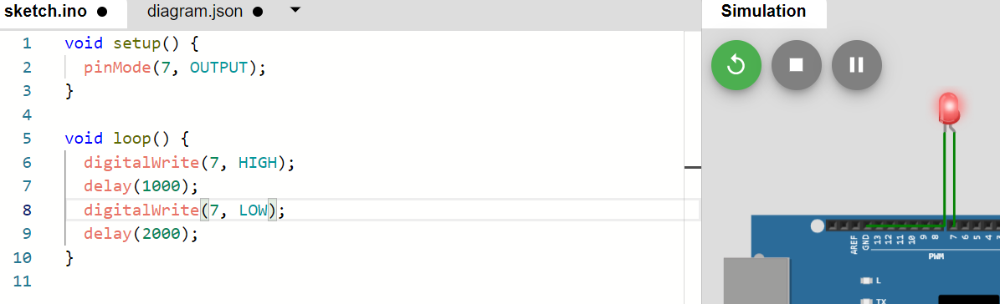 sketch.ino ● diagram.json ●
1 void setup() {
2 pinMode(7, OUTPUT);
3 }
4
5 void loop() {
6 digitalWrite(7, HIGH);
7 delay(1000);
8 digitalWrite(7, LOW);
9 delay(2000);
10 }
11
Simulation
AREF GND 13 12 11 10 9 8 7 6 5 4
PWM
L
TX